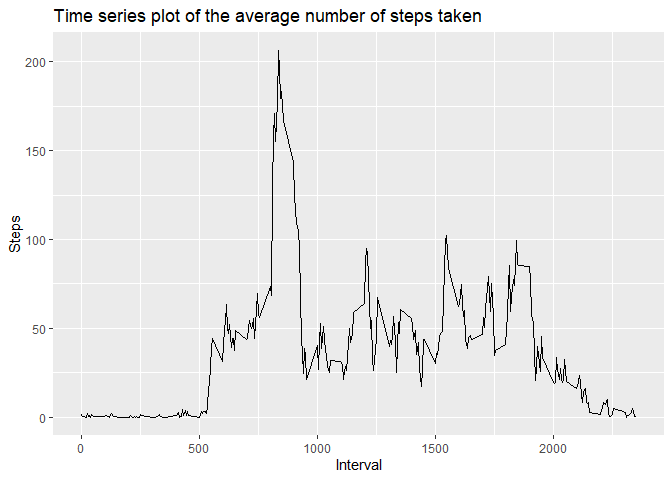 Time series plot of the average number of steps taken
Steps
200
150
100
50
0
0 500 1000 1500 2000
Interval